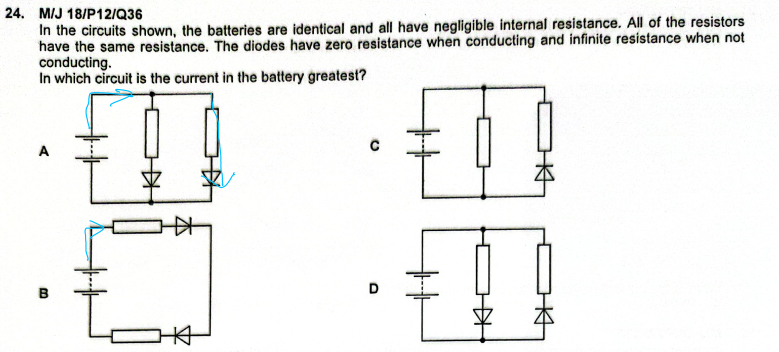 24. M/J 18/P12/Q36
In the circuits shown, the batteries are identical and all have negligible internal resistance. All of the resistors
have the same resistance. The diodes have zero resistance when conducting and infinite resistance when not
conducting.
In which circuit is the current in the battery greatest?
A
C
B
D